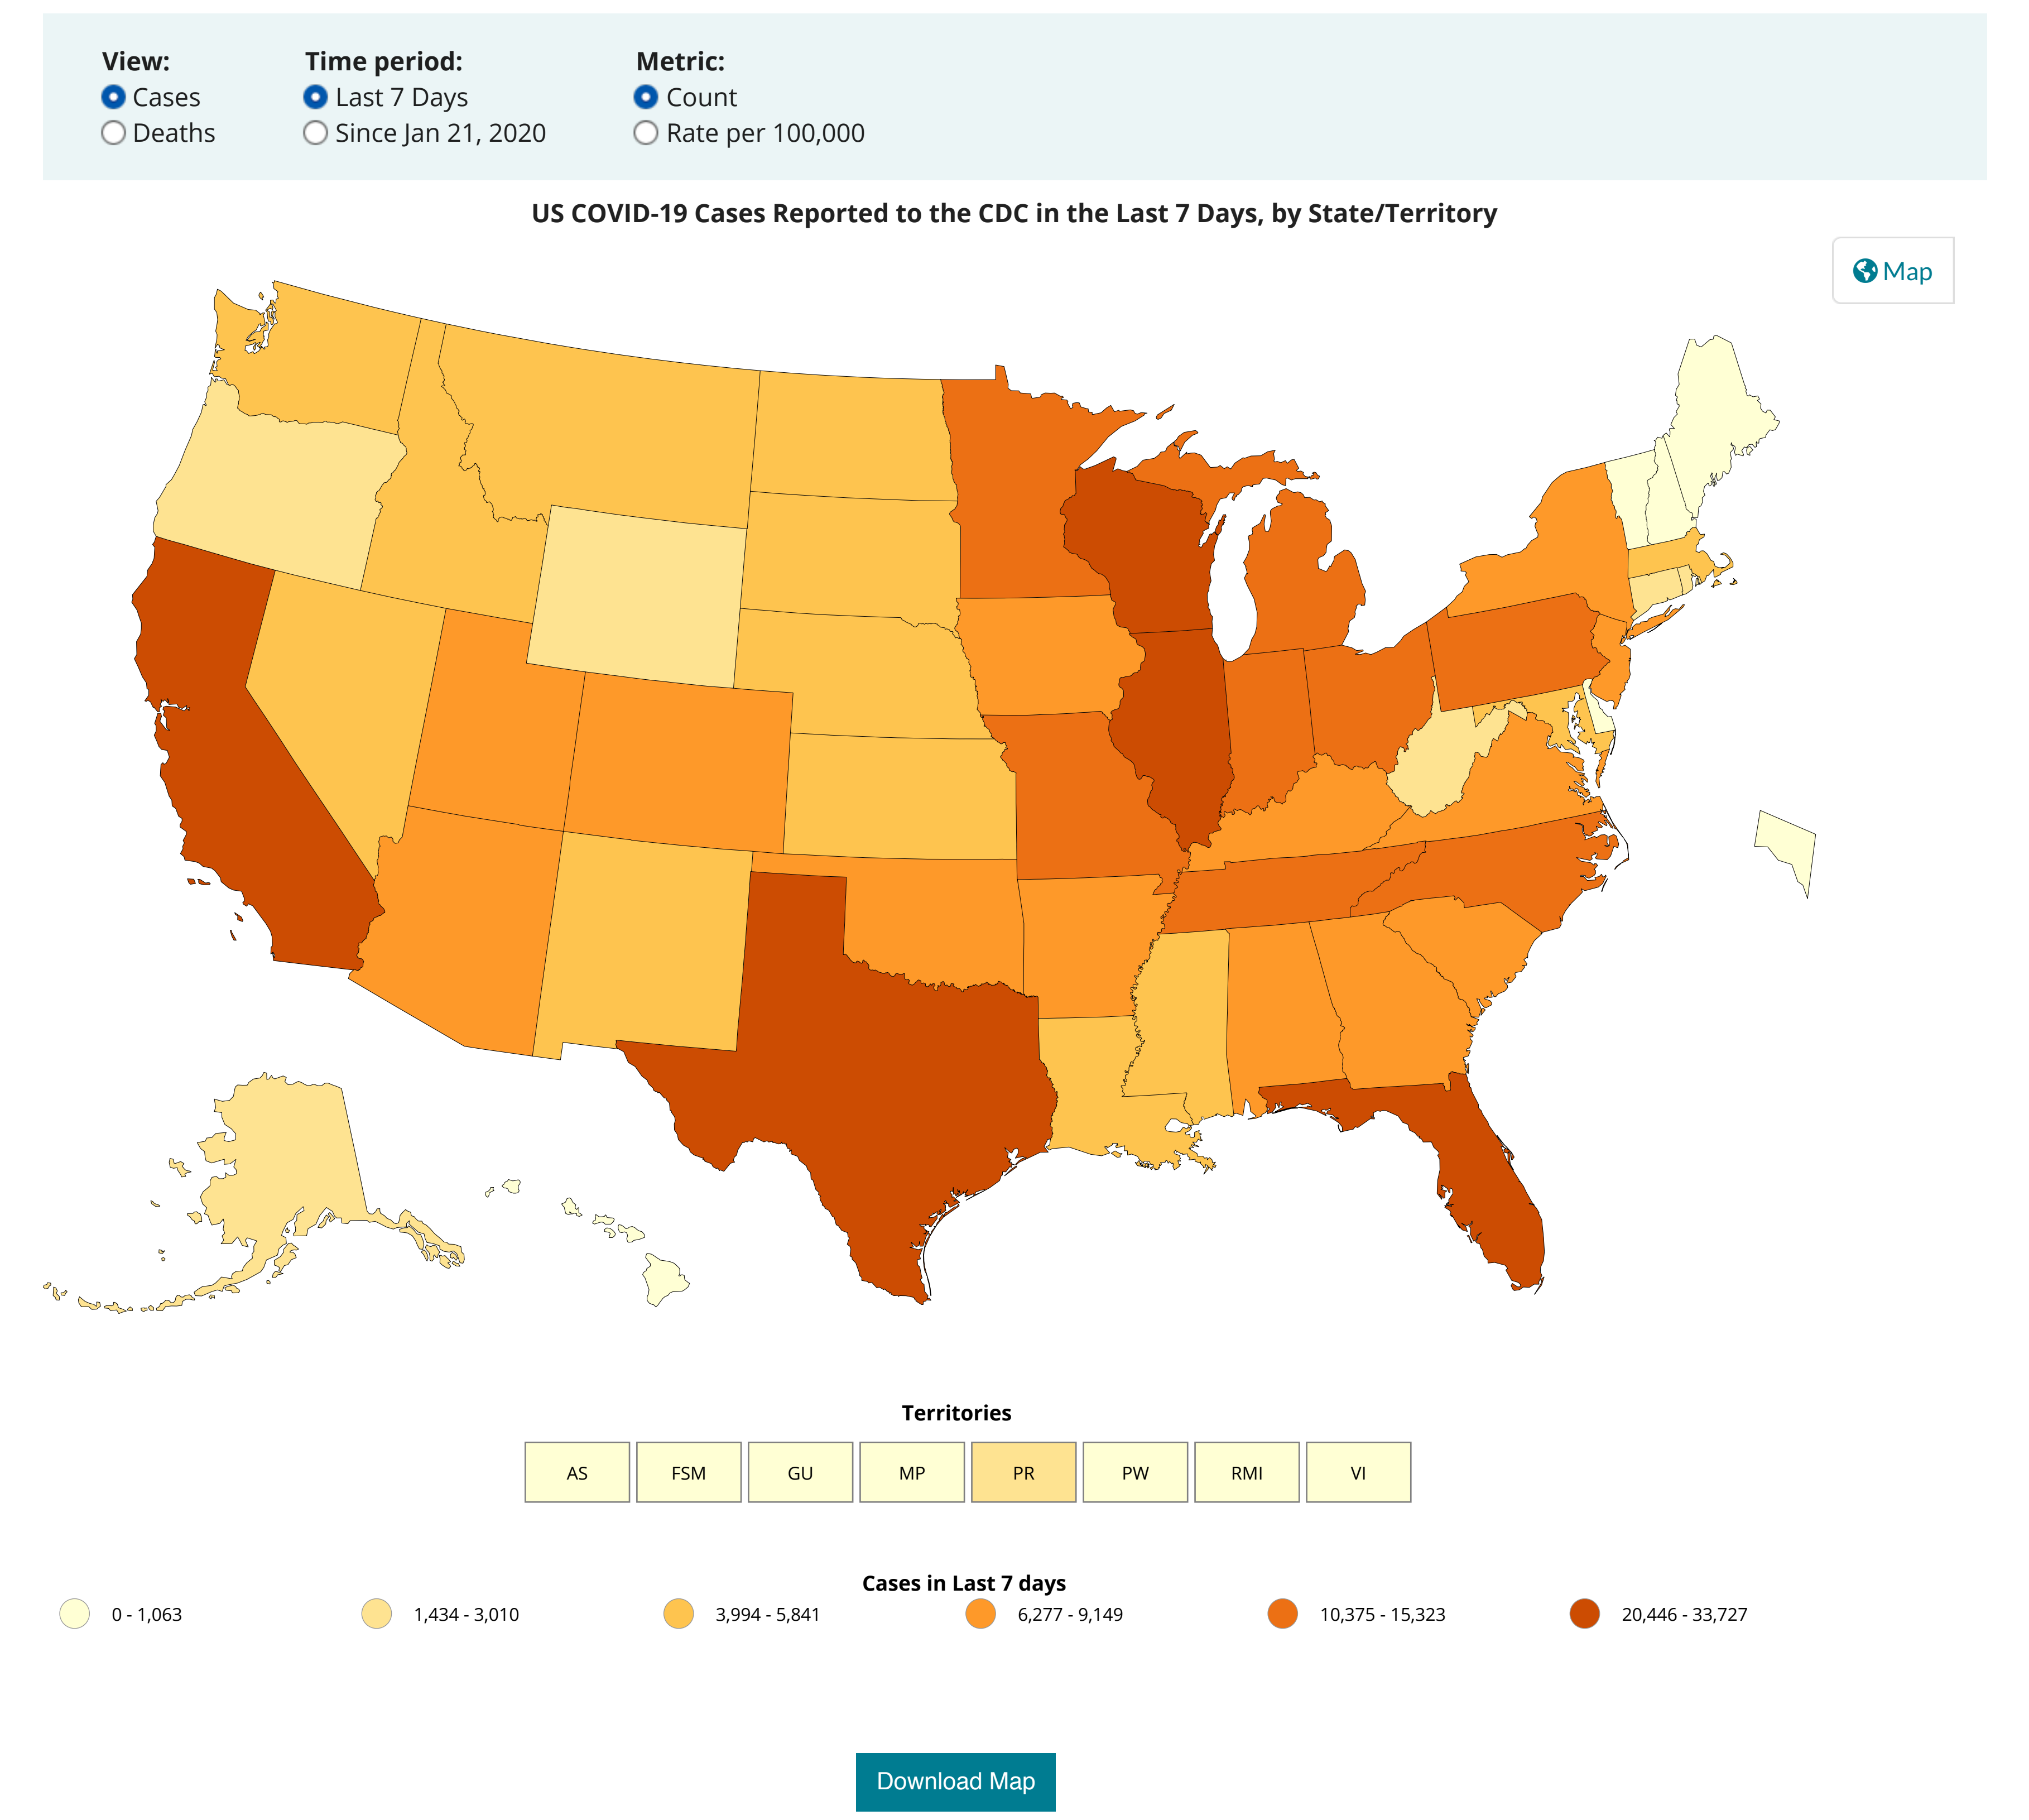 View:
Time period:
Metric:
Cases
Last 7 Days
Count
Deaths
Since Jan 21, 2020
Rate per 100,000
US COVID-19 Cases Reported to the CDC in the Last 7 Days, by State/Territory
Map
Territories
AS
FSM
GU
MP
PR
PW
RMI
VI
Cases in Last 7 days
0 - 1,063
1,434 - 3,010
3,994 - 5,841
6,277 - 9,149
10,375 - 15,323
20,446 - 33,727
Download Map